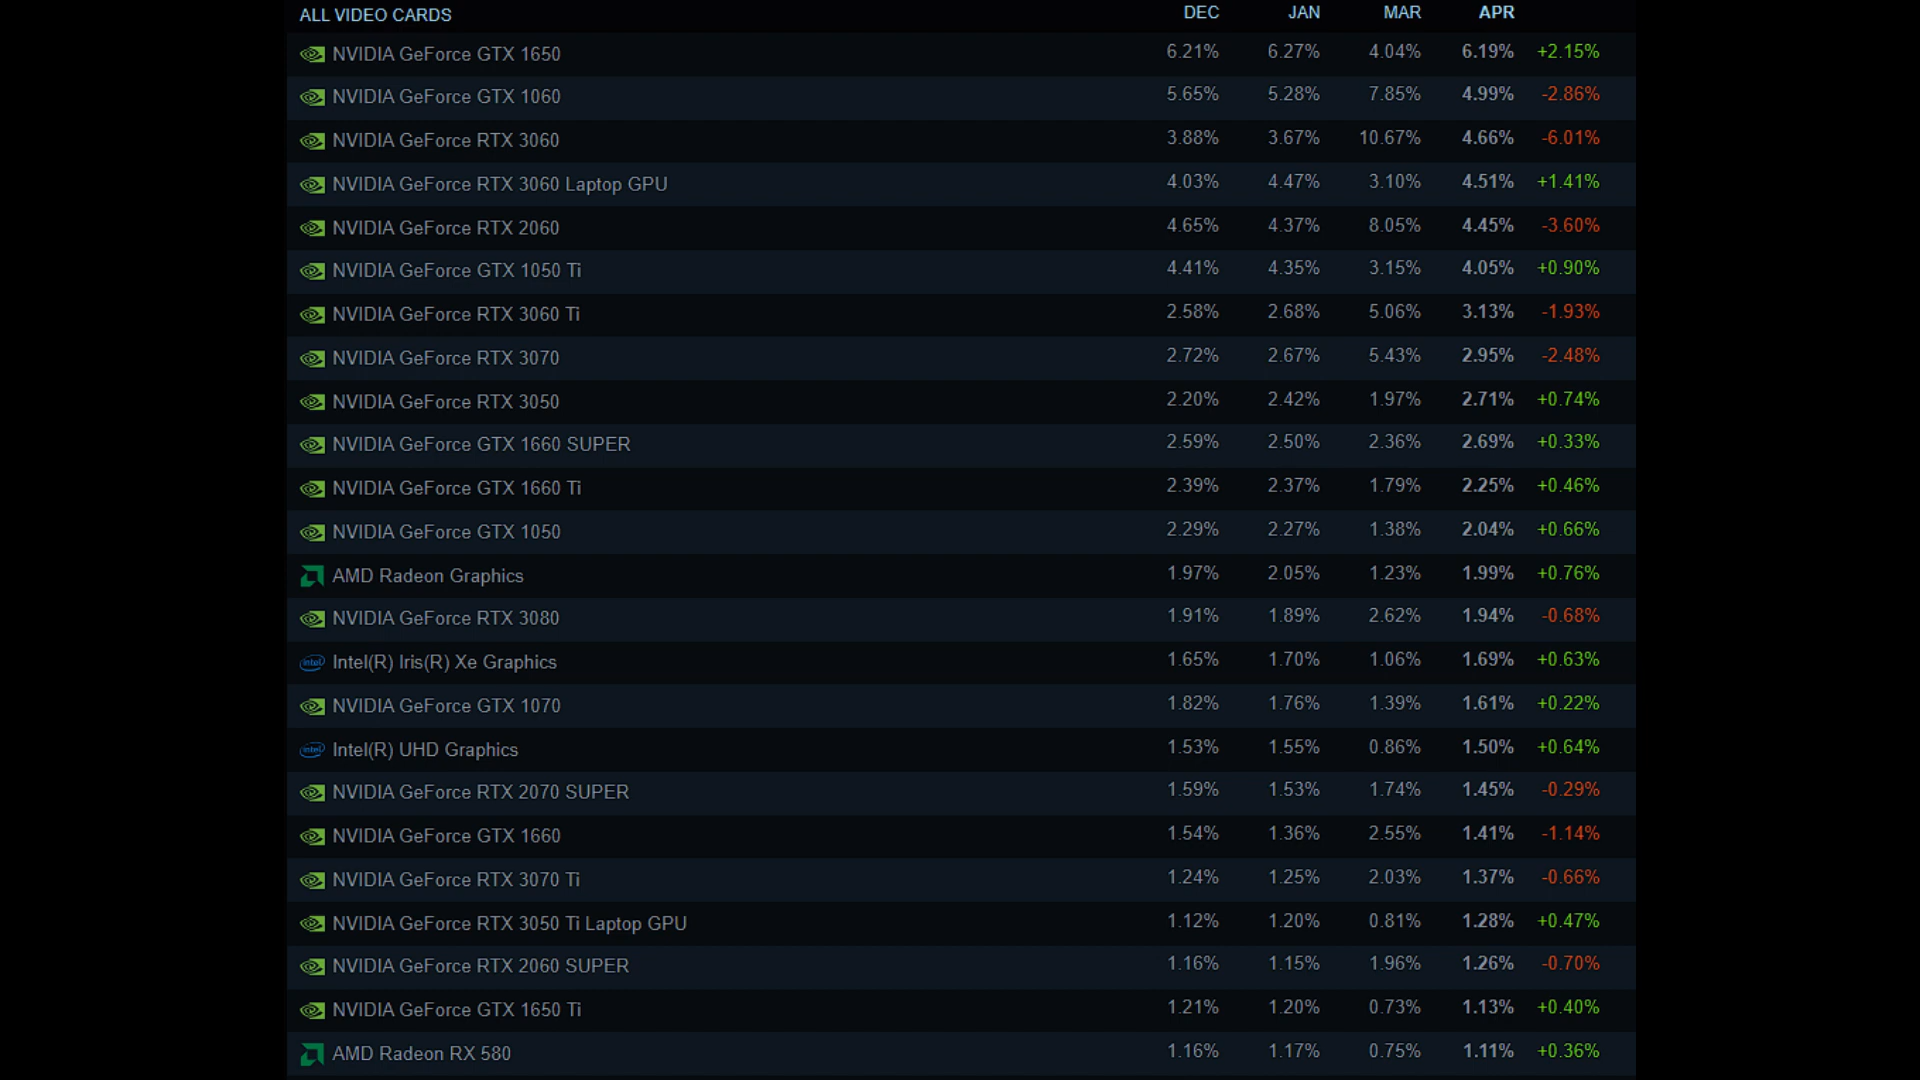 ALL VIDEO CARDS DEC JAN MAR APR
NVIDIA GeForce GTX 1650 6.21% 6.27% 4.04% 6.19% +2.15%
NVIDIA GeForce GTX 1060 5.65% 5.28% 7.85% 4.99% -2.86%
NVIDIA GeForce RTX 3060 3.88% 3.67% 10.67% 4.66% -6.01%
NVIDIA GeForce RTX 3060 Laptop GPU 4.03% 4.47% 3.10% 4.51% +1.41%
NVIDIA GeForce RTX 2060 4.65% 4.37% 8.05% 4.45% -3.60%
NVIDIA GeForce GTX 1050 Ti 4.41% 4.35% 3.15% 4.05% +0.90%
NVIDIA GeForce RTX 3060 Ti 2.58% 2.68% 5.06% 3.13% -1.93%
NVIDIA GeForce RTX 3070 2.72% 2.67% 5.43% 2.95% -2.48%
NVIDIA GeForce RTX 3050 2.20% 2.42% 1.97% 2.71% +0.74%
NVIDIA GeForce GTX 1660 SUPER 2.59% 2.50% 2.36% 2.69% +0.33%
NVIDIA GeForce GTX 1660 Ti 2.39% 2.37% 1.79% 2.25% +0.46%
NVIDIA GeForce GTX 1050 2.29% 2.27% 1.38% 2.04% +0.66%
AMD Radeon Graphics 1.97% 2.05% 1.23% 1.99% +0.76%
NVIDIA GeForce RTX 3080 1.91% 1.89% 2.62% 1.94% -0.68%
intel Intel(R) Iris(R) Xe Graphics 1.65% 1.70% 1.06% 1.69% +0.63%
NVIDIA GeForce GTX 1070 1.82% 1.76% 1.39% 1.61% +0.22%
intel Intel(R) UHD Graphics 1.53% 1.55% 0.86% 1.50% +0.64%
NVIDIA GeForce RTX 2070 SUPER 1.59% 1.53% 1.74% 1.45% -0.29%
NVIDIA GeForce GTX 1660 1.54% 1.36% 2.55% 1.41% -1.14%
NVIDIA GeForce RTX 3070 Ti 1.24% 1.25% 2.03% 1.37% -0.66%
NVIDIA GeForce RTX 3050 Ti Laptop GPU 1.12% 1.20% 0.81% 1.28% +0.47%
NVIDIA GeForce RTX 2060 SUPER 1.16% 1.15% 1.96% 1.26% -0.70%
NVIDIA GeForce GTX 1650 Ti 1.21% 1.20% 0.73% 1.13% +0.40%
AMD Radeon RX 580 1.16% 1.17% 0.75% 1.11% +0.36%